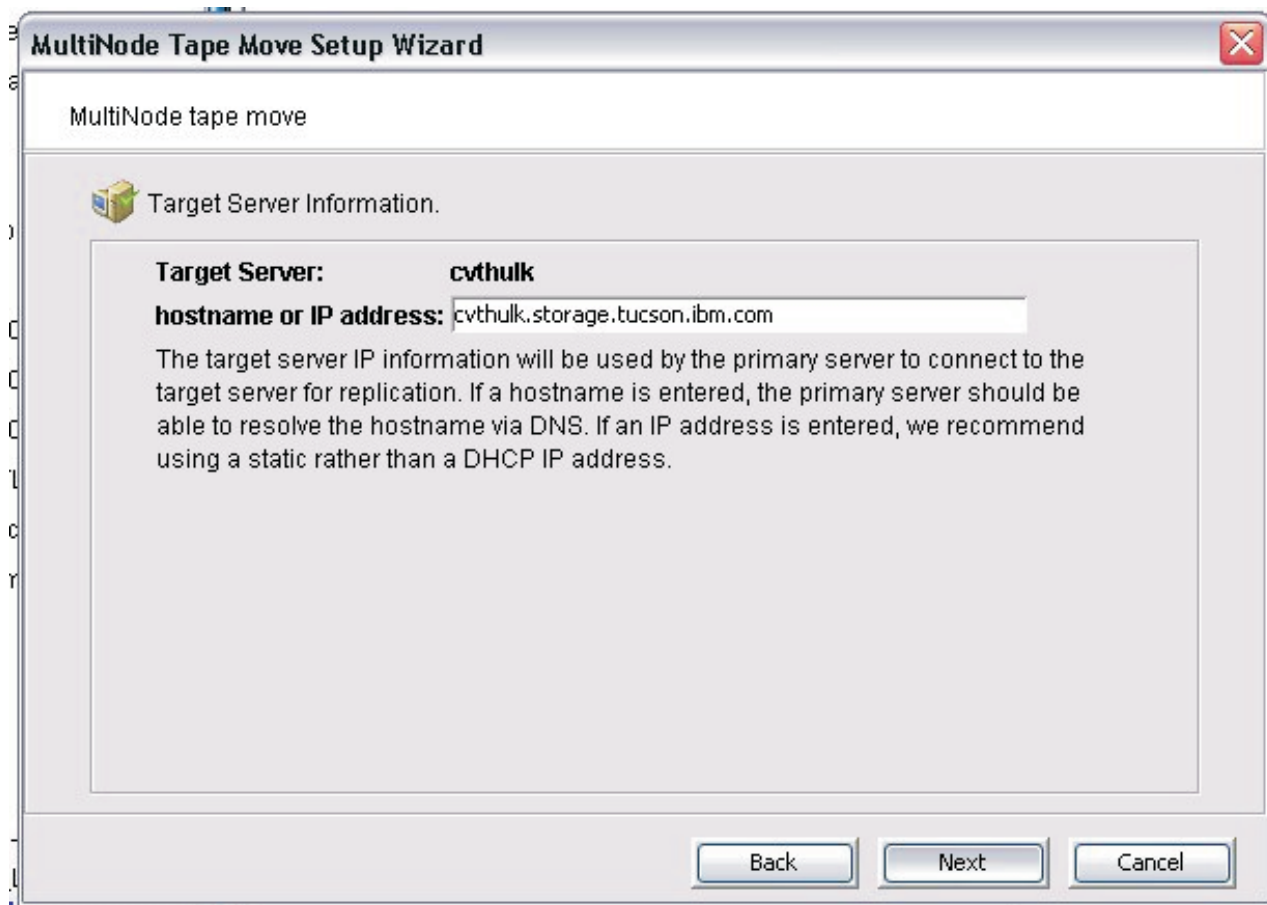 MultiNode Tape Move Setup Wizard
MultiNode tape move
Target Server Information.
Target Server: cvthulk
hostname or IP address: cvthulk.storage.tucson.ibm.com
The target server IP information will be used by the primary server to connect to the
target server for replication. If a hostname is entered, the primary server should be
able to resolve the hostname via DNS. If an IP address is entered, we recommend
using a static rather than a DHCP IP address.
Back Next Cancel